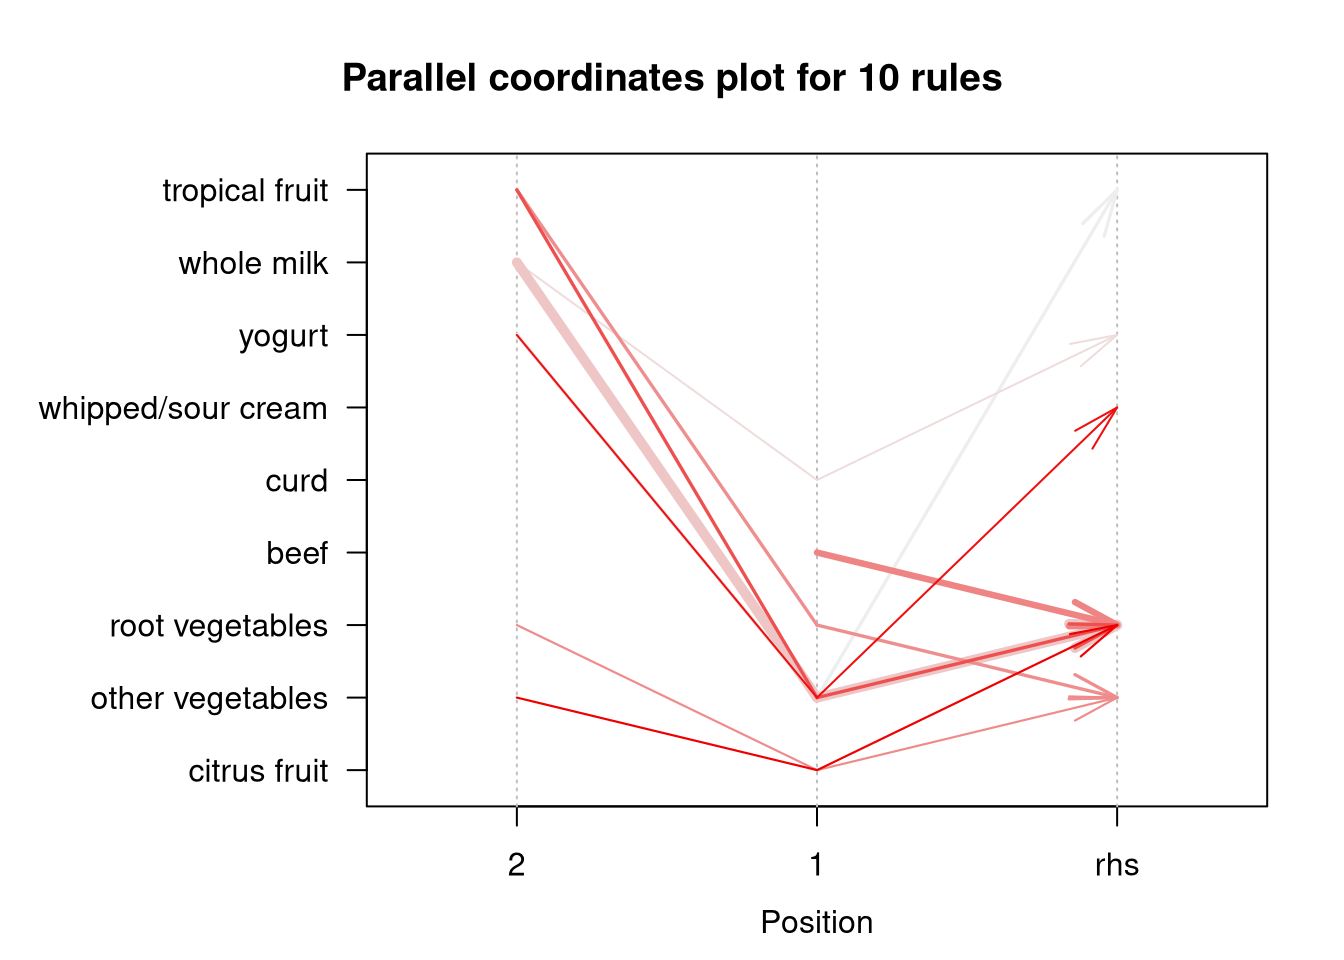 Parallel coordinates plot for 10 rules
tropical fruit
whole milk
yogurt
whipped/sour cream
curd
beef
root vegetables
other vegetables
citrus fruit
2 1 rhs
Position